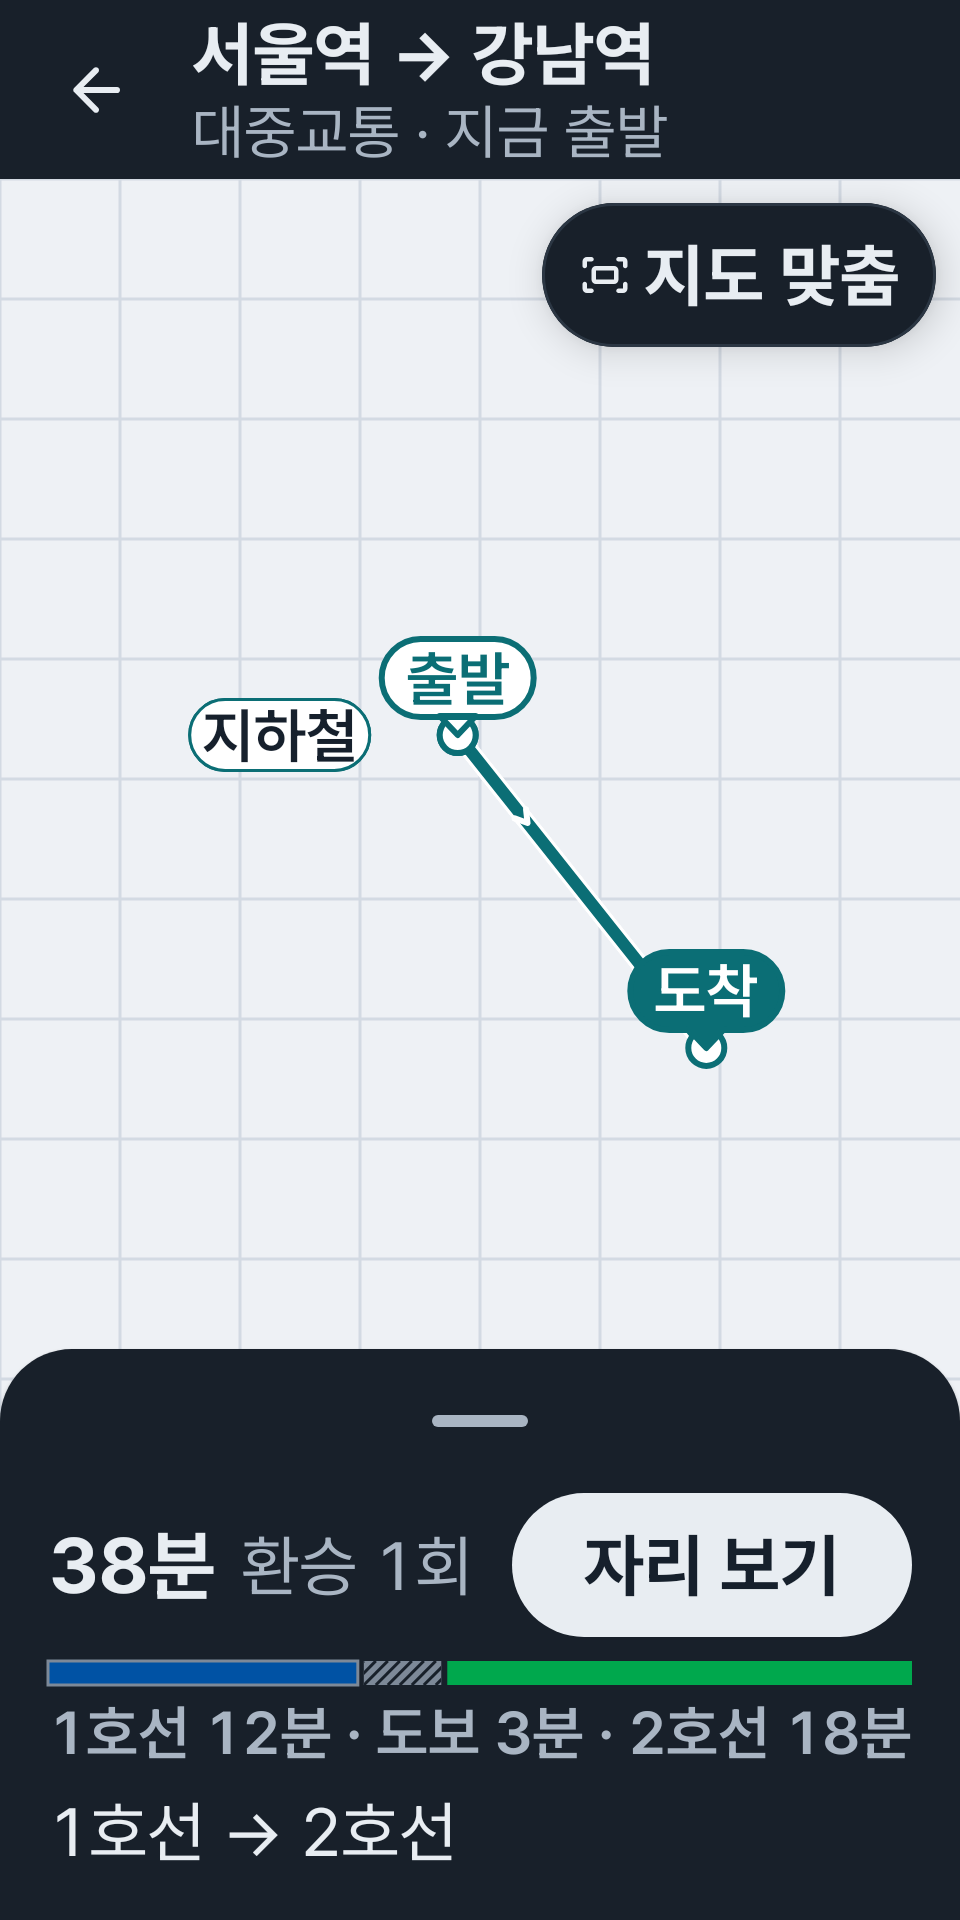 서울역 → 강남역
대중교통 · 지금 출발
지도 맞춤
출발
지하철
도착
38분 환승 1회
자리 보기
1호선 12분 · 도보 3분 · 2호선 18분
1호선 → 2호선